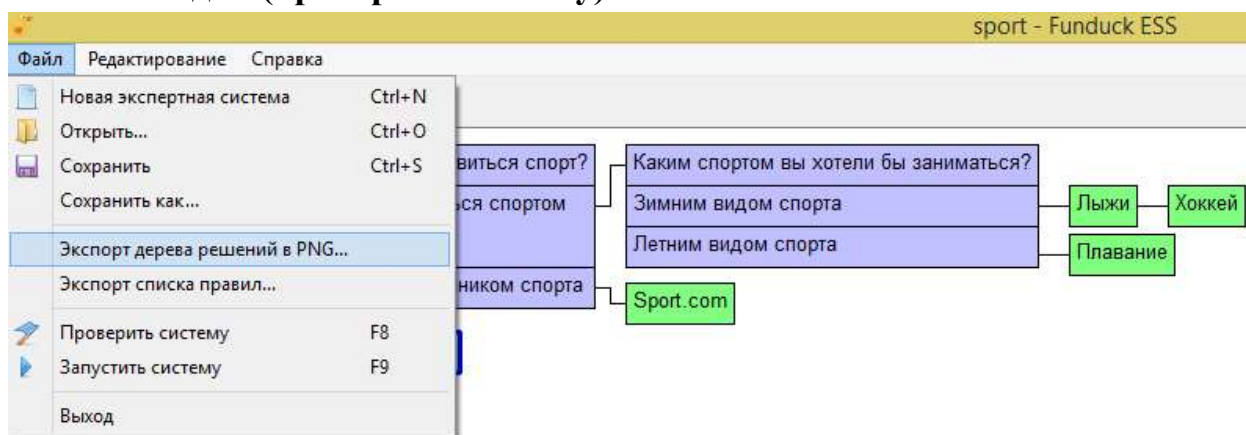 sport - Funduck ESS
Файл Редактирование Справка
Новая экспертная система Ctrl+N
Открыть... Ctrl+O
Сохранить Ctrl+S
Сохранить как...
Экспорт дерева решений в PNG...
Экспорт списка правил...
Проверить систему F8
Запустить систему F9
Выход
виться спорт?
ся спортом
ником спорта
Каким спортом вы хотели бы заниматься?
Зимним видом спорта
Летним видом спорта
Лыжи
Хоккей
Плавание
Sport.com